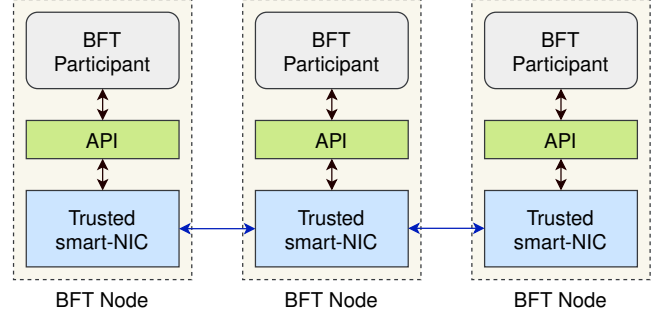 BFT
Participant
API
Trusted
smart-NIC
BFT Node
BFT
Participant
API
Trusted
smart-NIC
BFT Node
BFT
Participant
API
Trusted
smart-NIC
BFT Node